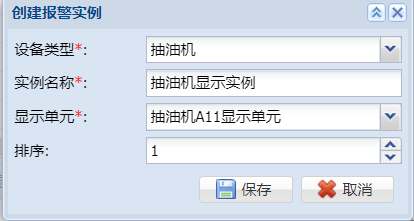 创建报警实例
设备类型*: 抽油机
实例名称*: 抽油机显示实例
显示单元*: 抽油机A11显示单元
排序: 1
保存 取消